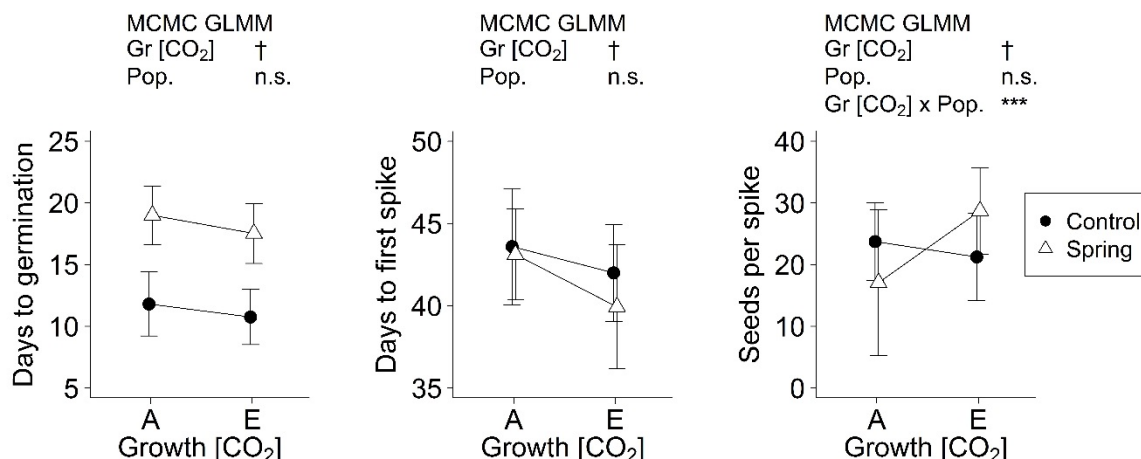 MCMC GLMM
Gr [CO₂] †
Pop. n.s.
Days to germination
25
20
15
10
5
A E
Growth [CO₂]
MCMC GLMM
Gr [CO₂] †
Pop. n.s.
Days to first spike
50
45
40
35
A E
Growth [CO₂]
MCMC GLMM
Gr [CO₂] †
Pop. n.s.
Gr [CO₂] x Pop. ***
Seeds per spike
40
30
20
10
0
A E
Growth [CO₂]
Control
Spring